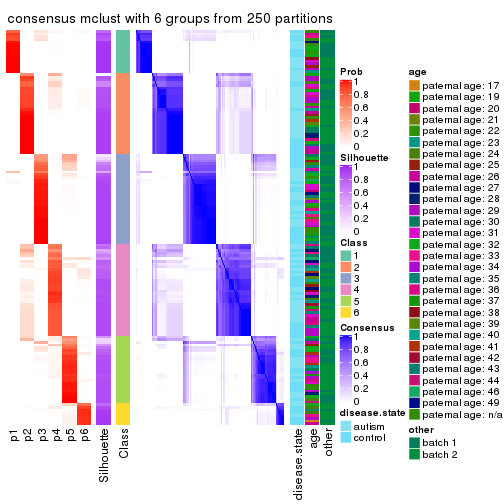 consensus mclust with 6 groups from 250 partitions
p1
p2
p3
p4
p5
p6
Silhouette
Class
disease.state
age
other
Prob
1
0.8
0.6
0.4
0.2
0
Silhouette
1
0.8
0.6
0.4
0.2
0
Class
1
2
3
4
5
6
Consensus
1
0.8
0.6
0.4
0.2
0
disease.state
autism
control
age
paternal age: 17
paternal age: 19
paternal age: 20
paternal age: 21
paternal age: 22
paternal age: 23
paternal age: 24
paternal age: 25
paternal age: 26
paternal age: 27
paternal age: 28
paternal age: 29
paternal age: 30
paternal age: 31
paternal age: 32
paternal age: 33
paternal age: 34
paternal age: 35
paternal age: 36
paternal age: 37
paternal age: 38
paternal age: 39
paternal age: 40
paternal age: 41
paternal age: 42
paternal age: 43
paternal age: 44
paternal age: 46
paternal age: 49
paternal age: n/a
other
batch 1
batch 2